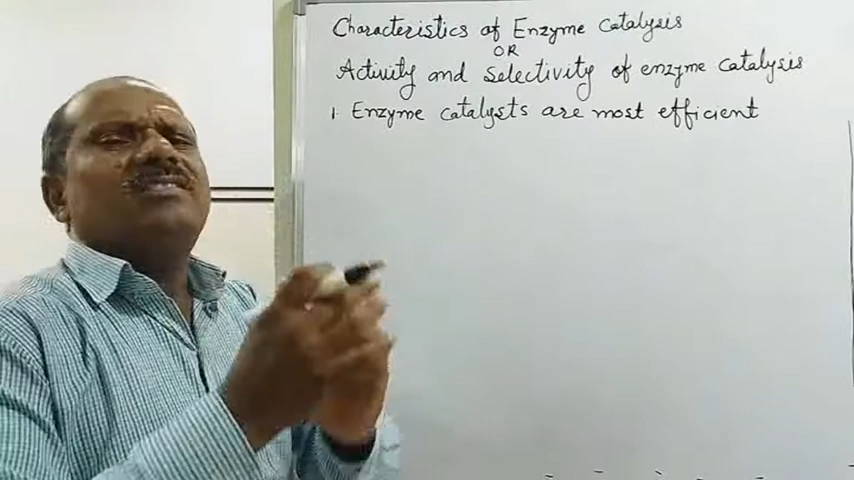 Characteristics of Enzyme catalysis
OR
Activity and selectivity of enzyme catalysis
1. Enzyme catalysts are most efficient